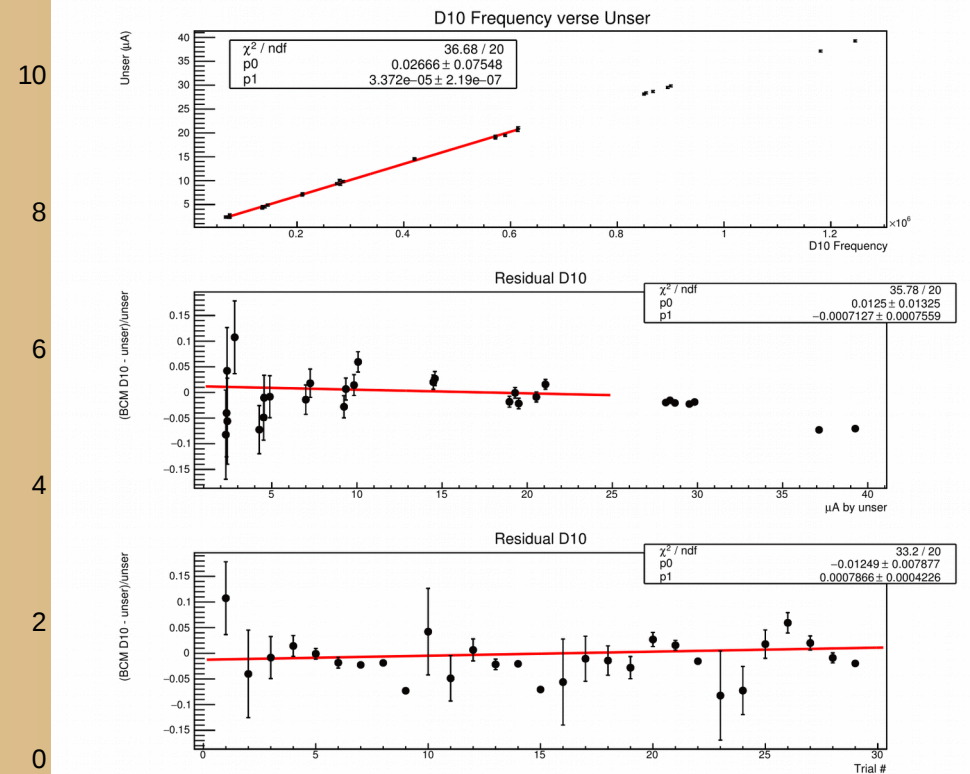 10
8
6
4
2
0
D10 Frequency verse Unser
Unser (μA)
40
35
30
25
20
15
10
5
χ² / ndf 36.68 / 20
p0 0.02666 ± 0.07548
p1 3.372e−05 ± 2.19e−07
0.2 0.4 0.6 0.8 1 1.2
×10⁶
D10 Frequency
Residual D10
(BCM D10 - unser)/unser
0.15
0.1
0.05
0
−0.05
−0.1
−0.15
χ² / ndf 35.78 / 20
p0 0.0125 ± 0.01325
p1 −0.0007127 ± 0.0007559
5 10 15 20 25 30 35 40
μA by unser
Residual D10
(BCM D10 - unser)/unser
0.15
0.1
0.05
0
−0.05
−0.1
−0.15
χ² / ndf 33.2 / 20
p0 −0.01249 ± 0.007877
p1 0.0007866 ± 0.0004226
0 5 10 15 20 25 30
Trial #